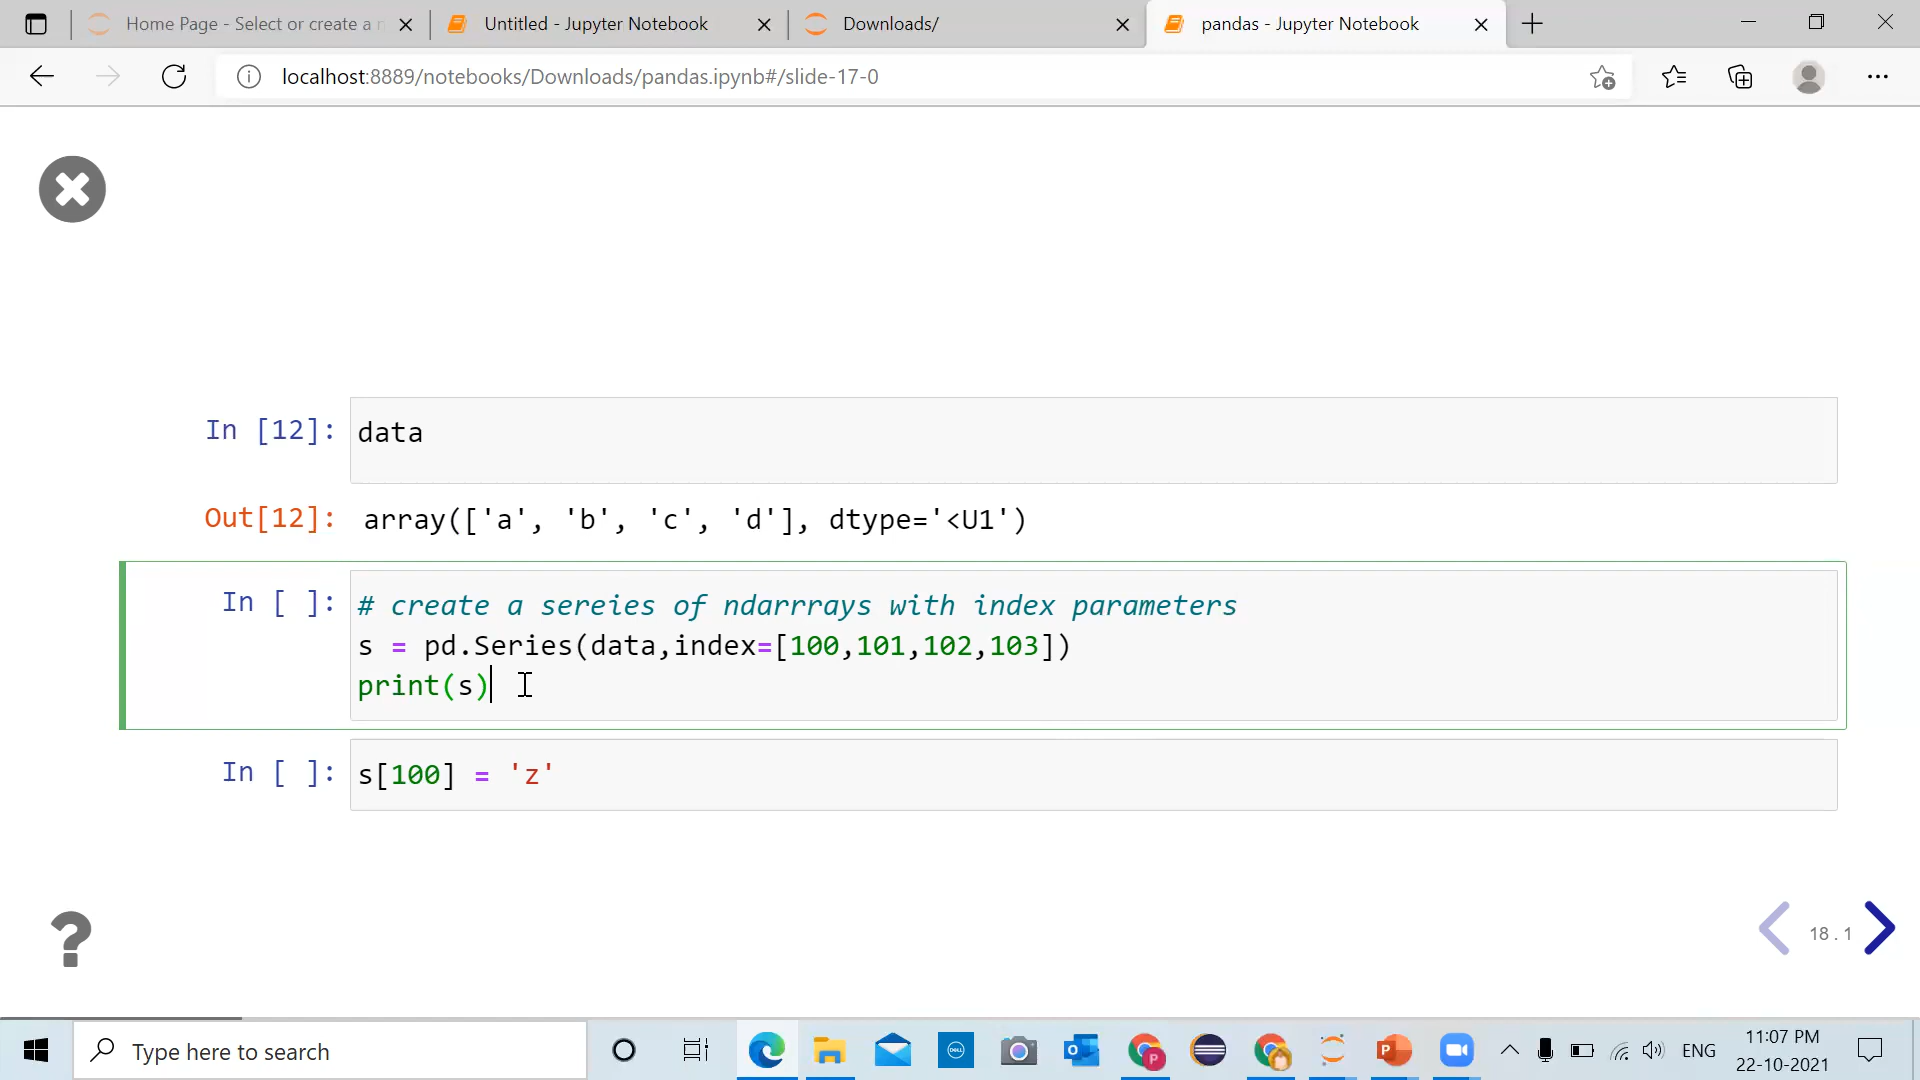 Home Page - Select or create a n
Untitled - Jupyter Notebook
Downloads/
pandas - Jupyter Notebook
localhost:8889/notebooks/Downloads/pandas.ipynb#/slide-17-0
In [12]: data
Out[12]: array(['a', 'b', 'c', 'd'], dtype='<U1')
In [ ]: # create a sereies of ndarrrays with index parameters
s = pd.Series(data,index=[100,101,102,103])
print(s)
In [ ]: s[100] = 'z'
?
18 . 1
Type here to search
DELL
P
P
ENG
11:07 PM
22-10-2021